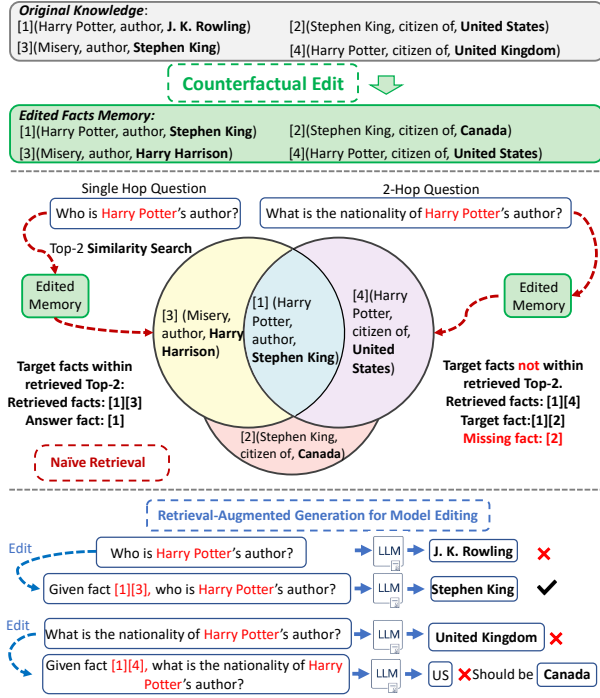 Original Knowledge:
[1](Harry Potter, author, J. K. Rowling) [2](Stephen King, citizen of, United States)
[3](Misery, author, Stephen King) [4](Harry Potter, citizen of, United Kingdom)
Counterfactual Edit
Edited Facts Memory:
[1](Harry Potter, author, Stephen King) [2](Stephen King, citizen of, Canada)
[3](Misery, author, Harry Harrison) [4](Harry Potter, citizen of, United States)
Single Hop Question
Who is Harry Potter's author?
Top-2 Similarity Search
Edited
Memory
2-Hop Question
What is the nationality of Harry Potter's author?
Edited
Memory
[3] (Misery,
author, Harry
Harrison)
[1] (Harry
Potter,
author,
Stephen King)
[4](Harry
Potter,
citizen of,
United
States)
[2](Stephen King,
citizen of, Canada)
Target facts within
retrieved Top-2:
Retrieved facts: [1][3]
Answer fact: [1]
Naïve Retrieval
Target facts not within
retrieved Top-2.
Retrieved facts: [1][4]
Target fact:[1][2]
Missing fact: [2]
Retrieval-Augmented Generation for Model Editing
Edit
Who is Harry Potter's author?
LLM
J. K. Rowling
Given fact [1][3], who is Harry Potter's author?
LLM
Stephen King
Edit
What is the nationality of Harry Potter's author?
LLM
United Kingdom
Given fact [1][4], what is the nationality of Harry
Potter's author?
LLM
US
Should be
Canada